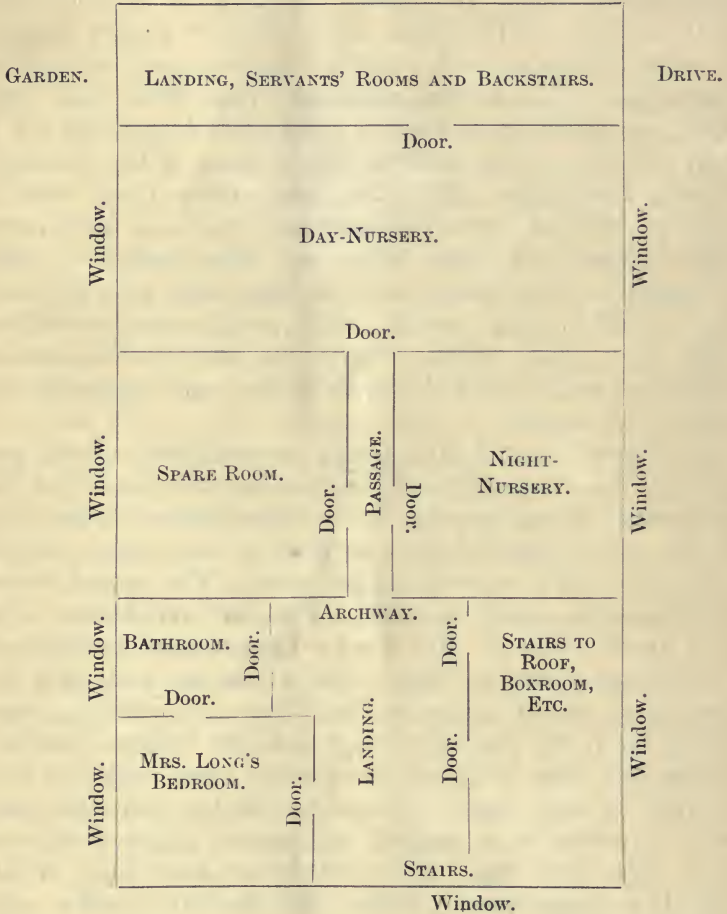 GARDEN.
LANDING, SERVANTS' ROOMS AND BACKSTAIRS.
DRIVE.
Door.
Window.
DAY-NURSERY.
Window.
Door.
Window.
SPARE ROOM.
Door.
PASSAGE.
Door.
NIGHT-
NURSERY.
Window.
ARCHWAY.
Window.
BATHROOM.
Door.
Door.
STAIRS TO
ROOF,
BOXROOM,
ETC.
Door.
LANDING.
Door.
Window.
Window.
MRS. LONG'S
BEDROOM.
Door.
STAIRS.
Window.